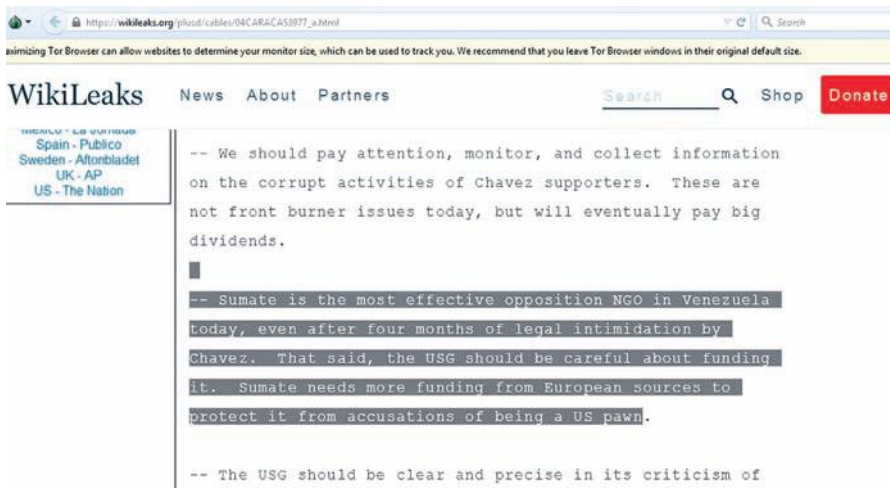 https://wikileaks.org/plusd/cables/04CARACAS3977_a.html
Search
aximizing Tor Browser can allow websites to determine your monitor size, which can be used to track you. We recommend that you leave Tor Browser windows in their original default size.
WikiLeaks News About Partners Search Shop Donate
Mexico - La Jornada
Spain - Publico
Sweden - Aftonbladet
UK - AP
US - The Nation
-- We should pay attention, monitor, and collect information
on the corrupt activities of Chavez supporters. These are
not front burner issues today, but will eventually pay big
dividends.
-- Sumate is the most effective opposition NGO in Venezuela
today, even after four months of legal intimidation by
Chavez. That said, the USG should be careful about funding
it. Sumate needs more funding from European sources to
protect it from accusations of being a US pawn.
-- The USG should be clear and precise in its criticism of